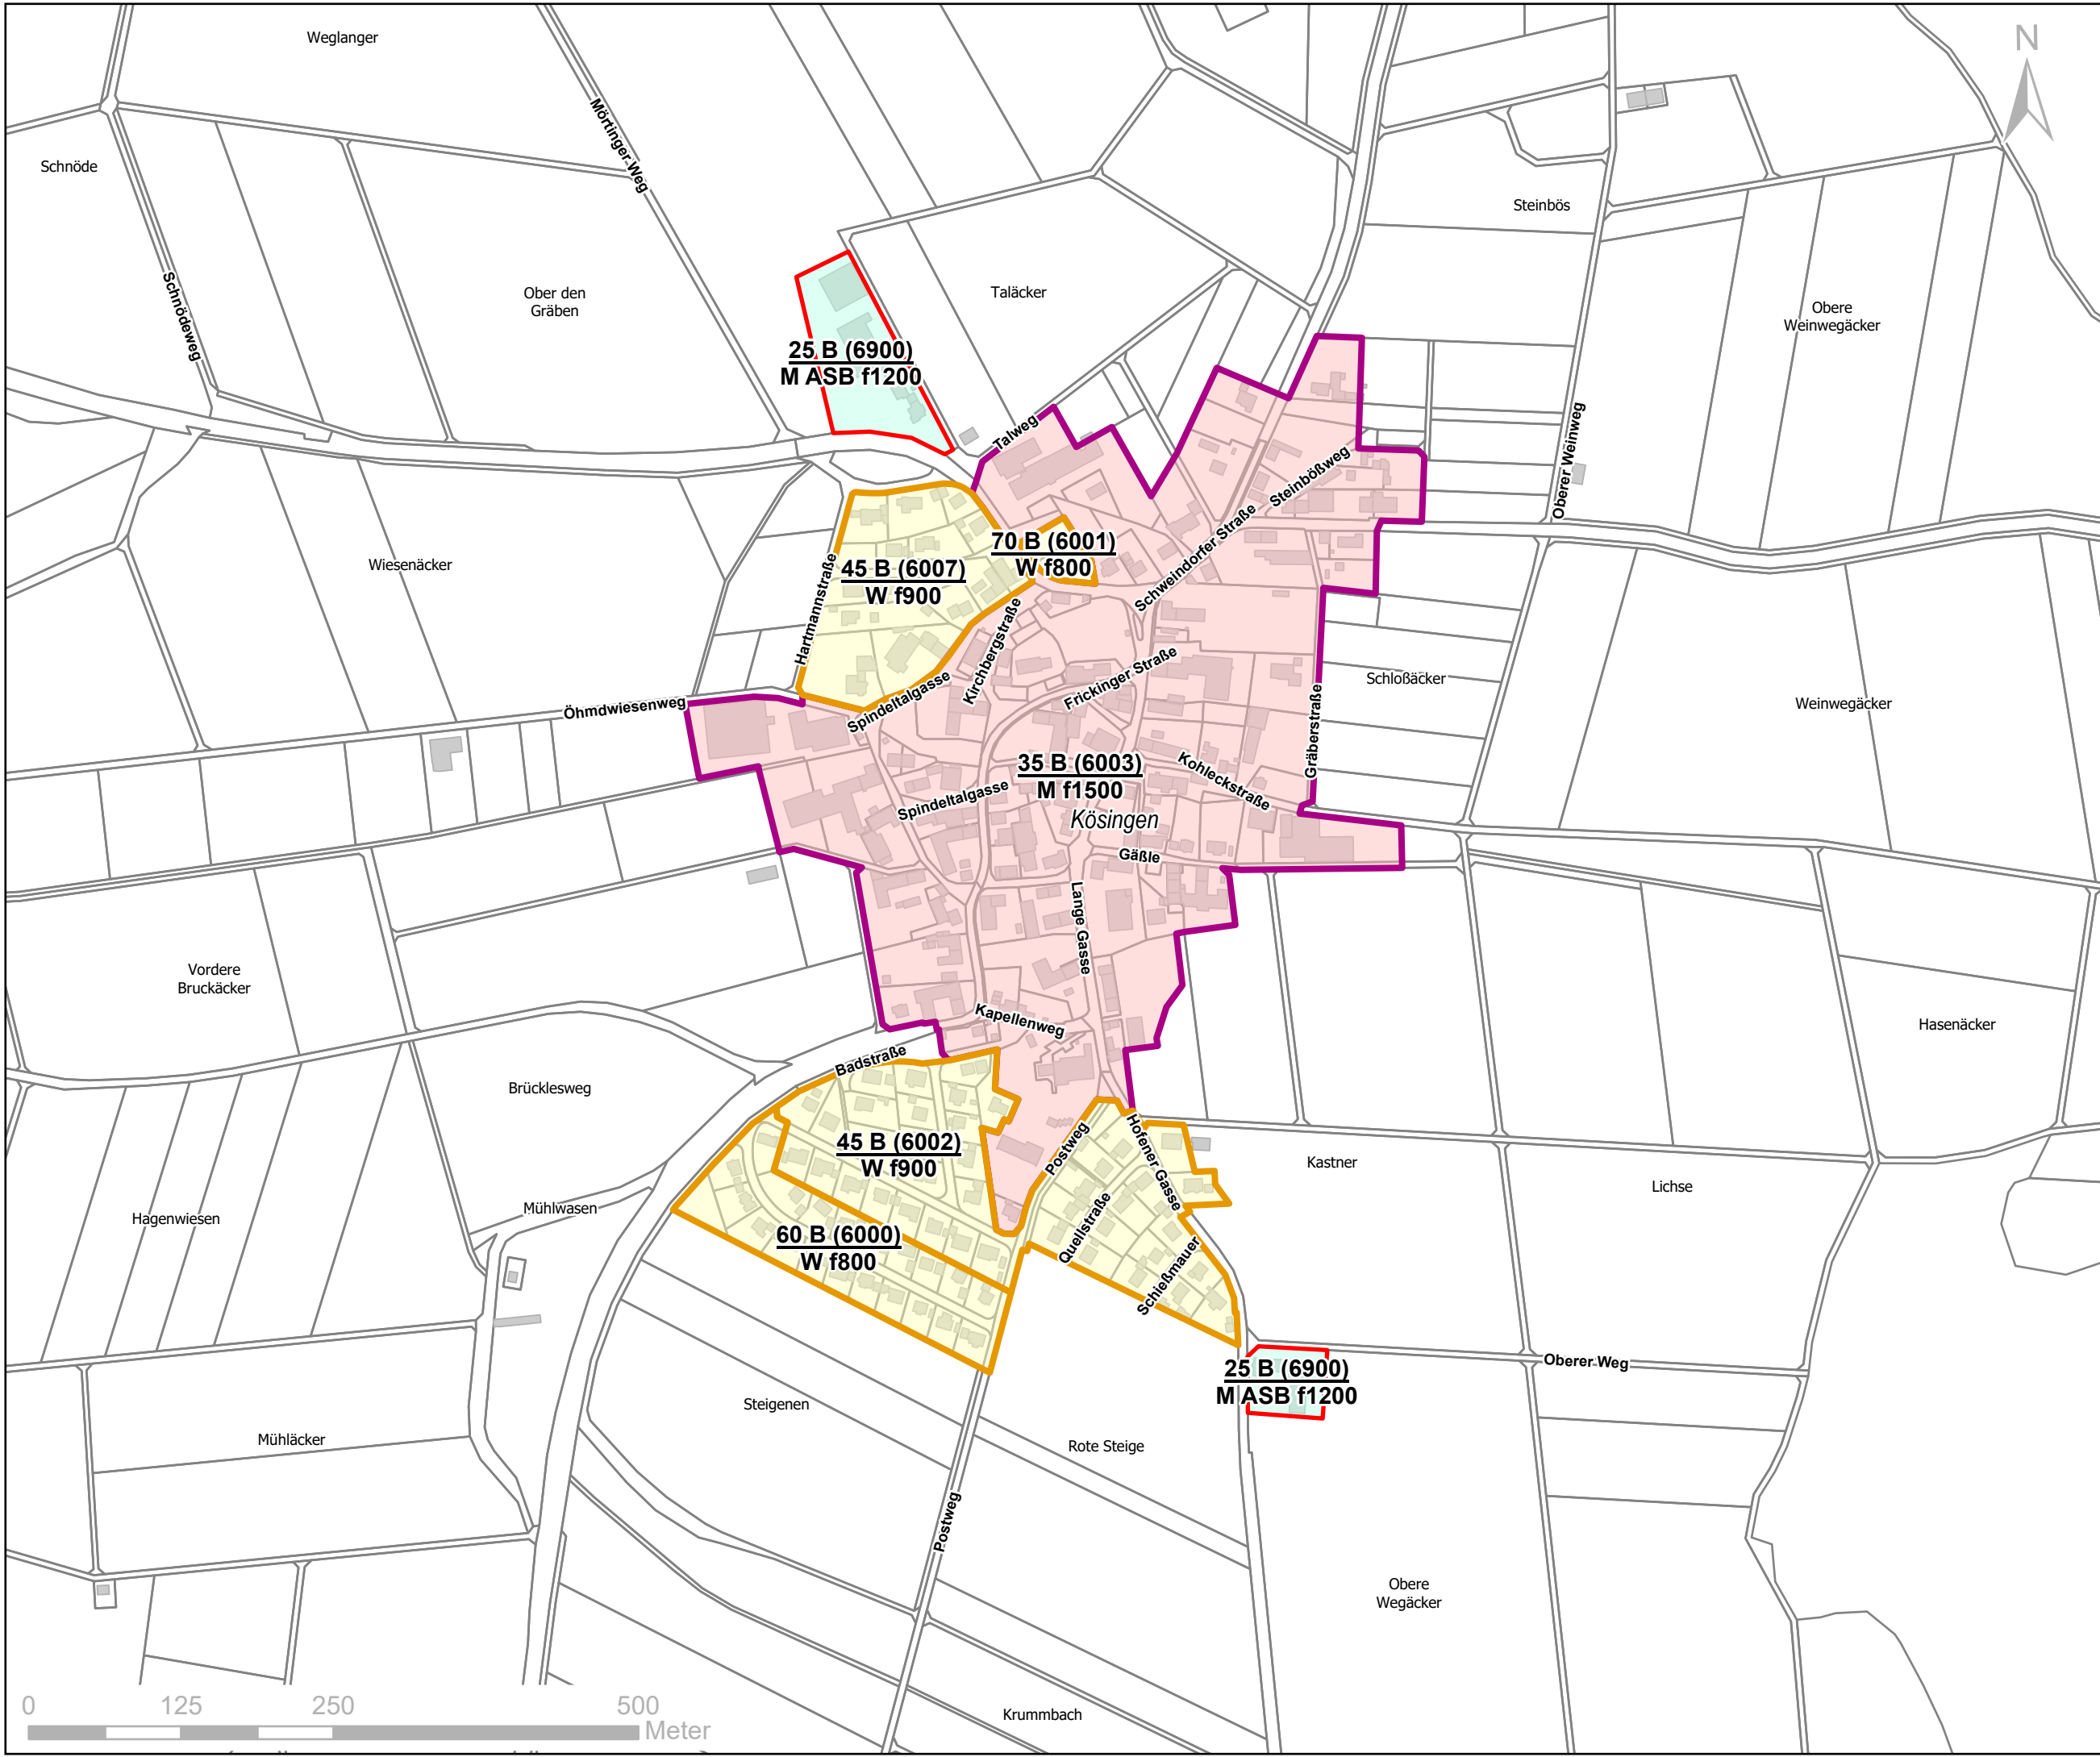 Weglanger
N
Mörtinger Weg
Schnöde
Steinbös
Schnödeweg
Ober den
Gräben
Taläcker
Obere
Weinwegäcker
25 B (6900)
M ASB f1200
Talweg
Steinbößweg
Oberer Weinweg
Wiesenäcker
Hartmannstraße
45 B (6007)
W f900
70 B (6001)
W f800
Schweindorfer Straße
Kirchbergstraße
Frickinger Straße
Schloßäcker
Weinwegäcker
Öhmdwiesenweg
Spindeltalgasse
Gräberstraße
35 B (6003)
M f1500
Kösingen
Kohleckstraße
Spindeltalgasse
Gäßle
Lange Gasse
Vordere
Bruckäcker
Hasenäcker
Kapellenweg
Badstraße
Brücklesweg
45 B (6002)
W f900
Postweg
Hofener Gasse
Kastner
Lichse
Hagenwiesen
Mühlwasen
60 B (6000)
W f800
Quellstraße
Schießmauer
25 B (6900)
M ASB f1200
Oberer Weg
Steigenen
Mühläcker
Rote Steige
Postweg
Obere
Wegäcker
Krummbach
0 125 250 500
Meter